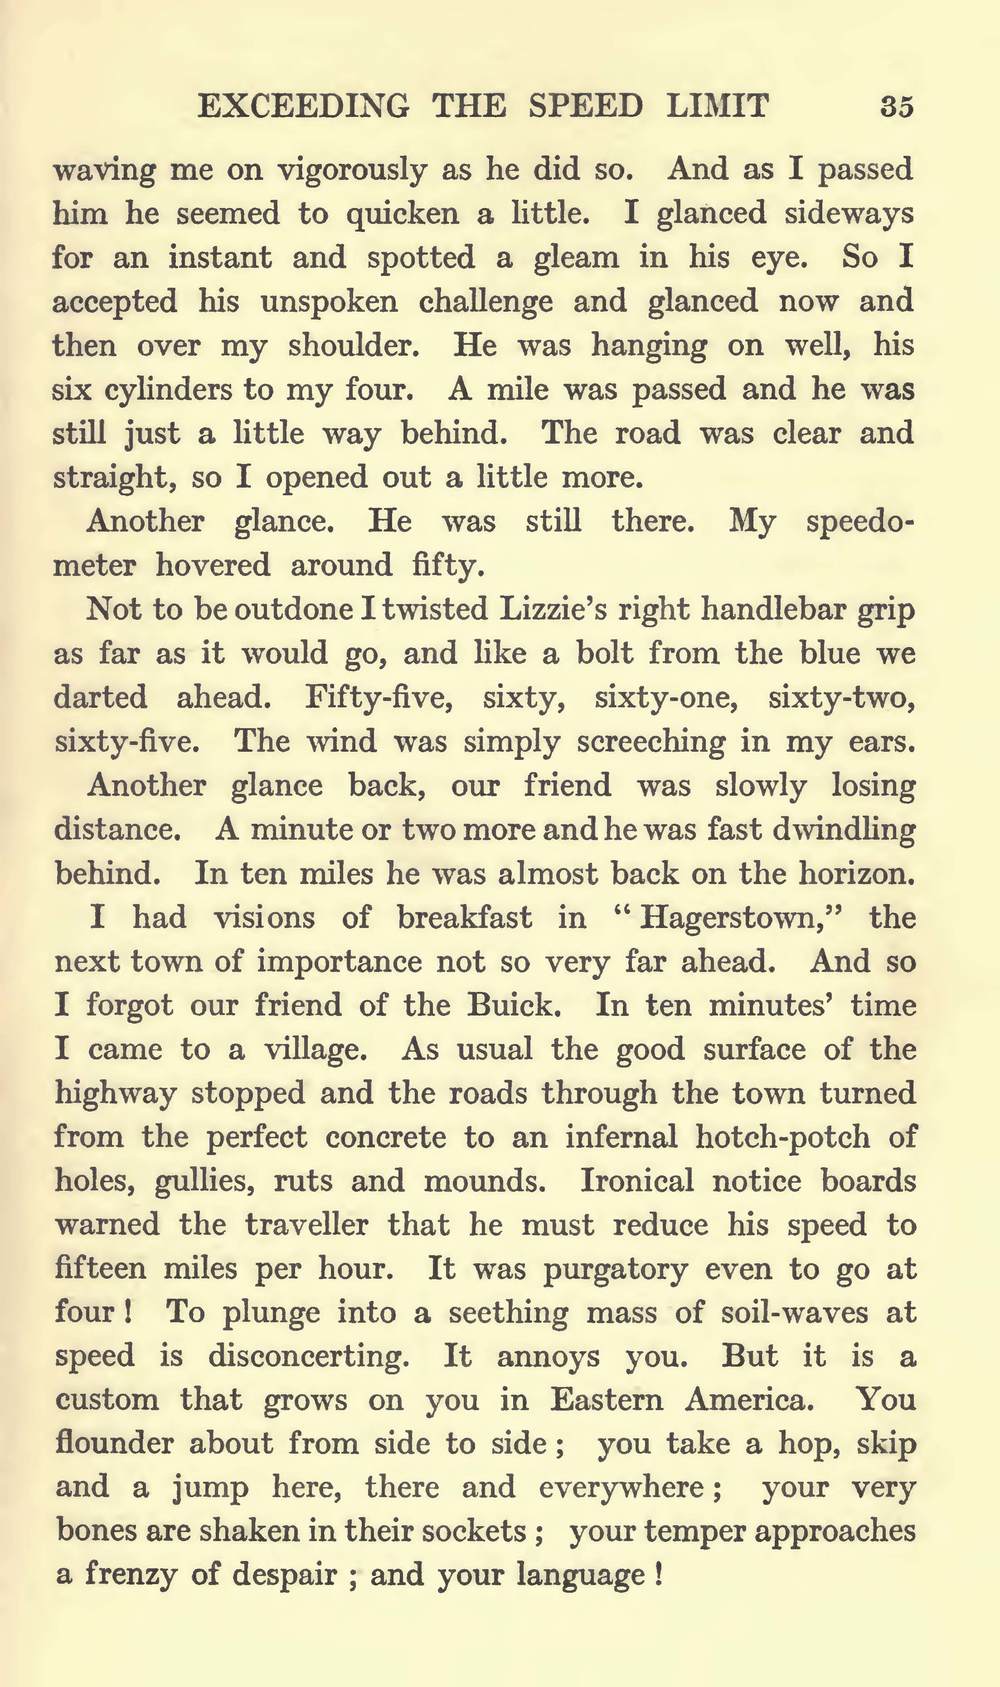 EXCEEDING THE SPEED LIMIT 35
waving me on vigorously as he did so. And as I passed
him he seemed to quicken a little. I glanced sideways
for an instant and spotted a gleam in his eye. So I
accepted his unspoken challenge and glanced now and
then over my shoulder. He was hanging on well, his
six cylinders to my four. A mile was passed and he was
still just a little way behind. The road was clear and
straight, so I opened out a little more.
Another glance. He was still there. My speedo-
meter hovered around fifty.
Not to be outdone I twisted Lizzie's right handlebar grip
as far as it would go, and like a bolt from the blue we
darted ahead. Fifty-five, sixty, sixty-one, sixty-two,
sixty-five. The wind was simply screeching in my ears.
Another glance back, our friend was slowly losing
distance. A minute or two more and he was fast dwindling
behind. In ten miles he was almost back on the horizon.
I had visions of breakfast in “ Hagerstown,” the
next town of importance not so very far ahead. And so
I forgot our friend of the Buick. In ten minutes' time
I came to a village. As usual the good surface of the
highway stopped and the roads through the town turned
from the perfect concrete to an infernal hotch-potch of
holes, gullies, ruts and mounds. Ironical notice boards
warned the traveller that he must reduce his speed to
fifteen miles per hour. It was purgatory even to go at
four ! To plunge into a seething mass of soil-waves at
speed is disconcerting. It annoys you. But it is a
custom that grows on you in Eastern America. You
flounder about from side to side ; you take a hop, skip
and a jump here, there and everywhere ; your very
bones are shaken in their sockets ; your temper approaches
a frenzy of despair ; and your language !